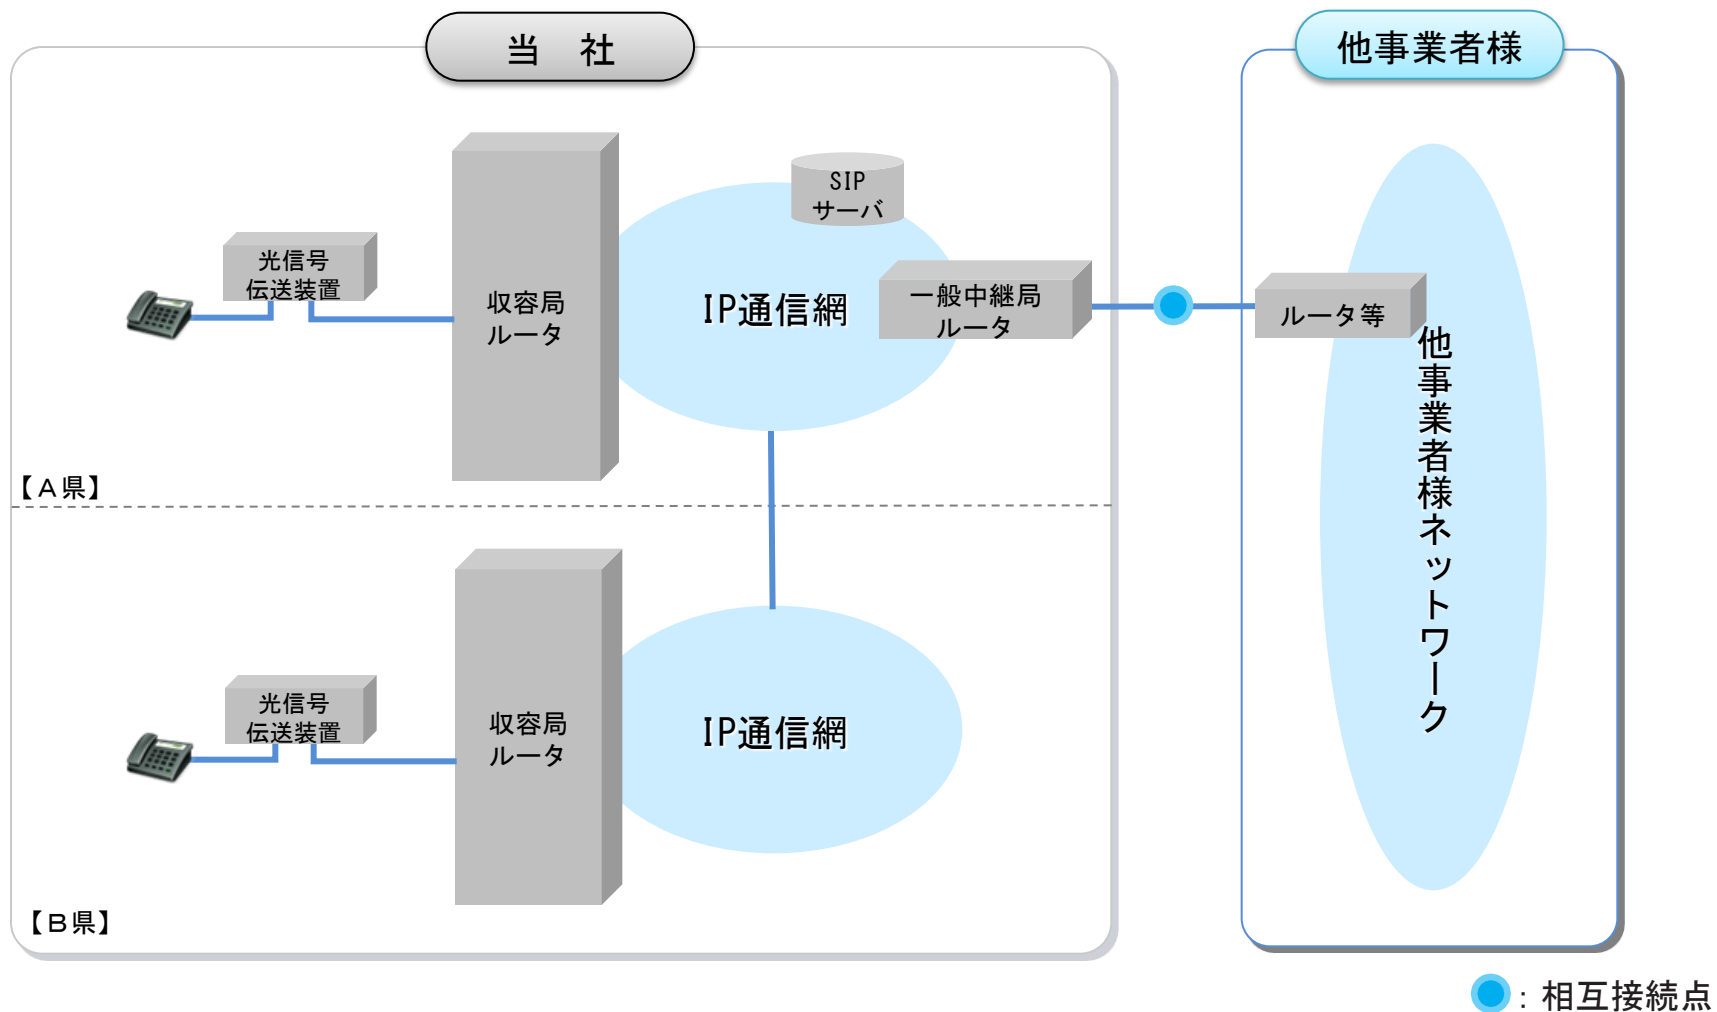 当　社
他事業者様
SIP
サーバ
光信号
伝送装置
収容局
ルータ
IP通信網
一般中継局
ルータ
ルータ等
他事業者様ネットワーク
【Ａ県】
光信号
伝送装置
収容局
ルータ
IP通信網
【Ｂ県】
：相互接続点